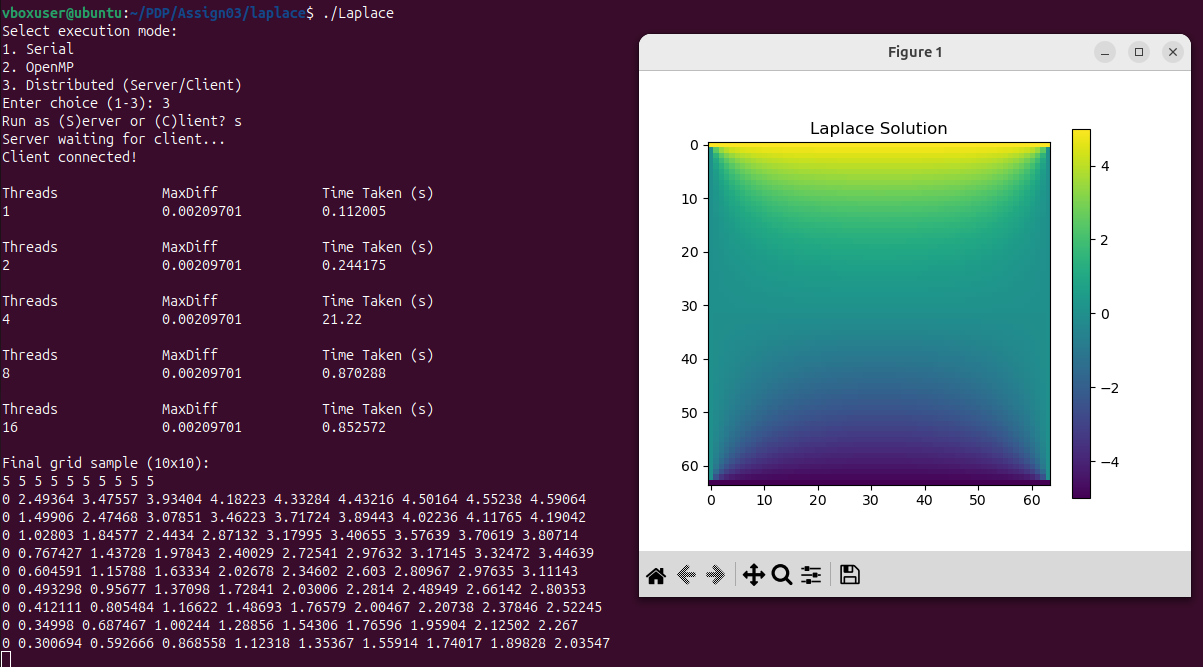 vboxuser@ubuntu:~/PDP/Assign03/laplace$ ./Laplace
Select execution mode:
1. Serial
2. OpenMP
3. Distributed (Server/Client)
Enter choice (1-3): 3
Run as (S)erver or (C)lient? s
Server waiting for client...
Client connected!
Threads MaxDiff Time Taken (s)
1 0.00209701 0.112005
Threads MaxDiff Time Taken (s)
2 0.00209701 0.244175
Threads MaxDiff Time Taken (s)
4 0.00209701 21.22
Threads MaxDiff Time Taken (s)
8 0.00209701 0.870288
Threads MaxDiff Time Taken (s)
16 0.00209701 0.852572
Final grid sample (10x10):
5 5 5 5 5 5 5 5 5 5
0 2.49364 3.47557 3.93404 4.18223 4.33284 4.43216 4.50164 4.55238 4.59064
0 1.49906 2.47468 3.07851 3.46223 3.71724 3.89443 4.02236 4.11765 4.19042
0 1.02803 1.84577 2.4434 2.87132 3.17995 3.40655 3.57639 3.70619 3.80714
0 0.767427 1.43728 1.97843 2.40029 2.72541 2.97632 3.17145 3.32472 3.44639
0 0.604591 1.15788 1.63334 2.02678 2.34602 2.603 2.80967 2.97635 3.11143
0 0.493298 0.95677 1.37098 1.72841 2.03006 2.2814 2.48949 2.66142 2.80353
0 0.412111 0.805484 1.16622 1.48693 1.76579 2.00467 2.20738 2.37846 2.52245
0 0.34998 0.687467 1.00244 1.28856 1.54306 1.76596 1.95904 2.12502 2.267
0 0.300694 0.592666 0.868558 1.12318 1.35367 1.55914 1.74017 1.89828 2.03547
Figure 1
Laplace Solution
0
10
20
30
40
50
60
0 10 20 30 40 50 60
4
2
0
−2
−4